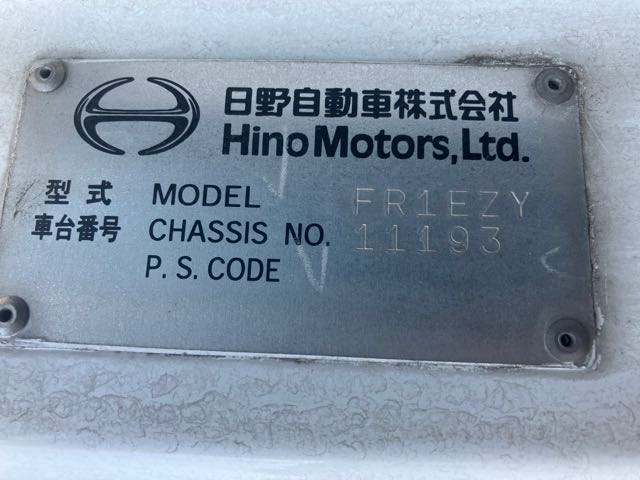 日野自動車株式会社
Hino Motors, Ltd.
型式 MODEL FR1EZY
車台番号 CHASSIS NO. 11193
P. S. CODE